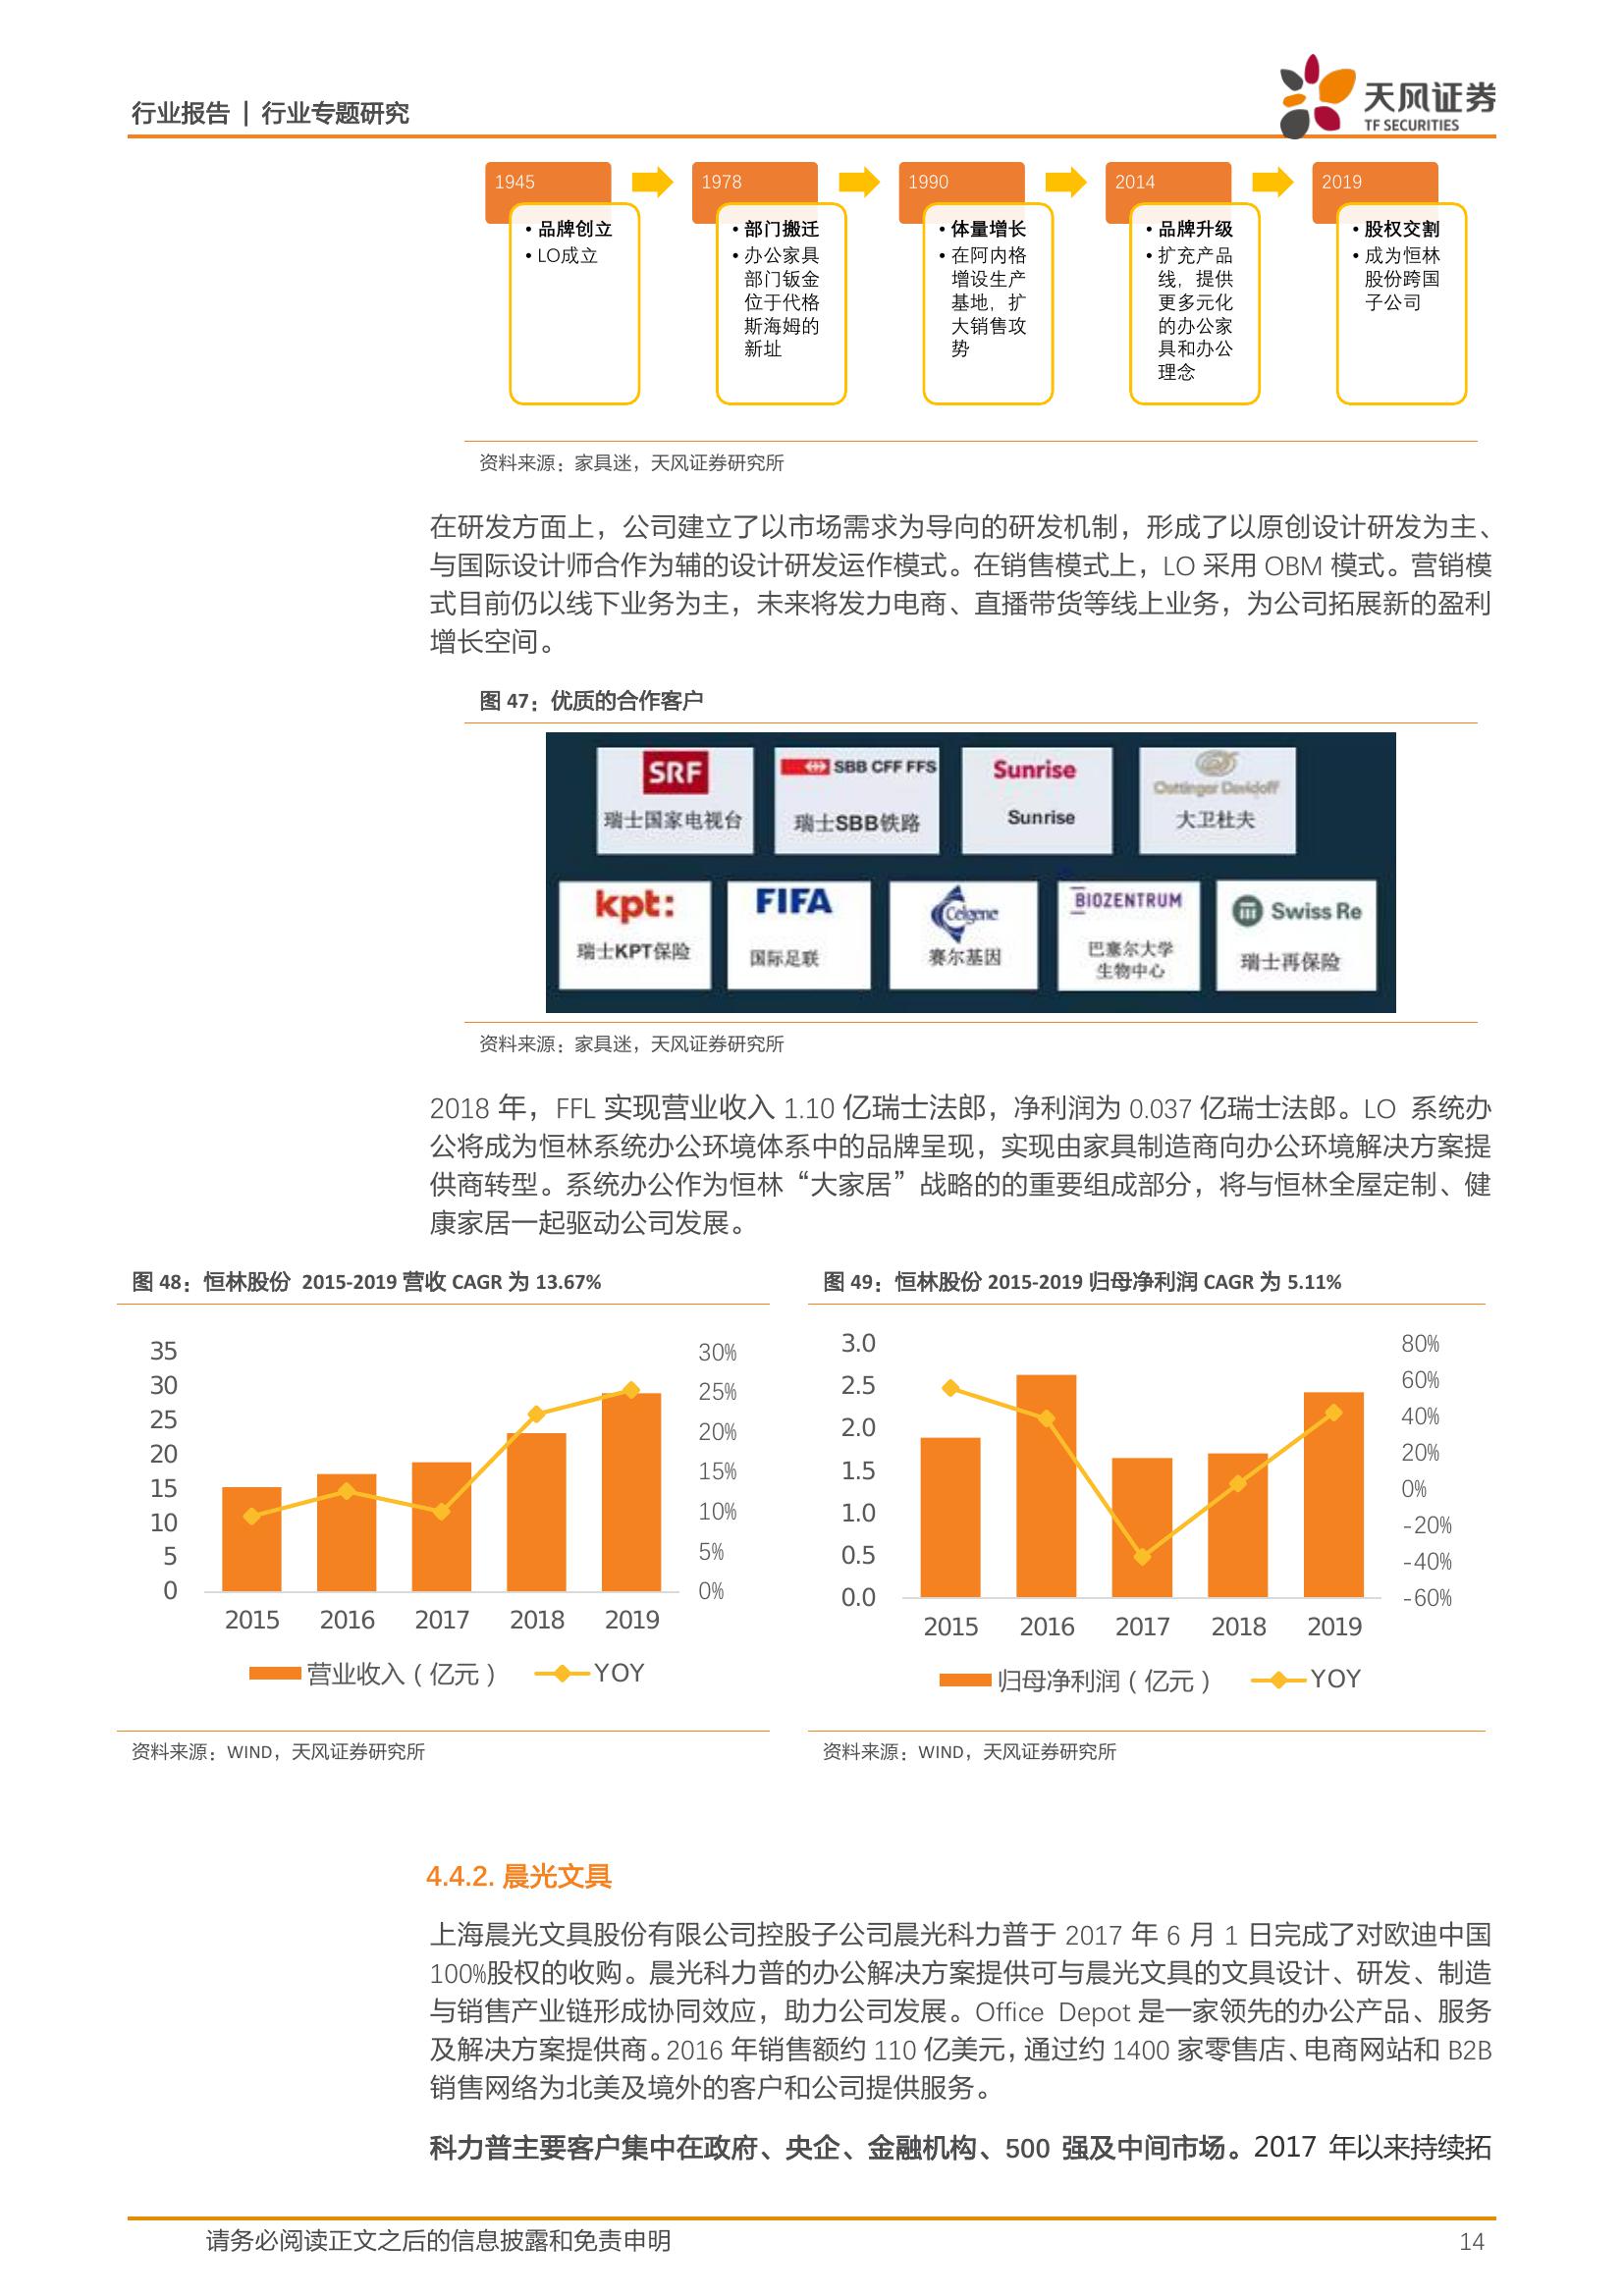 行业报告 | 行业专题研究
天风证券
TF SECURITIES
1945
• 品牌创立
• LO成立
1978
• 部门搬迁
• 办公家具
部门钣金
位于代格
斯海姆的
新址
1990
• 体量增长
• 在阿内格
增设生产
基地，扩
大销售攻
势
2014
• 品牌升级
• 扩充产品
线，提供
更多元化
的办公家
具和办公
理念
2019
• 股权交割
• 成为恒林
股份跨国
子公司
资料来源：家具迷，天风证券研究所
在研发方面上，公司建立了以市场需求为导向的研发机制，形成了以原创设计研发为主、
与国际设计师合作为辅的设计研发运作模式。在销售模式上，LO 采用 OBM 模式。营销模
式目前仍以线下业务为主，未来将发力电商、直播带货等线上业务，为公司拓展新的盈利
增长空间。
图 47：优质的合作客户
SRF
瑞士国家电视台
SBB CFF FFS
瑞士SBB铁路
Sunrise
Sunrise
Oettinger Davidoff
大卫杜夫
kpt:
瑞士KPT保险
FIFA
国际足联
Celgene
赛尔基因
BIOZENTRUM
巴塞尔大学
生物中心
Swiss Re
瑞士再保险
资料来源：家具迷，天风证券研究所
2018 年，FFL 实现营业收入 1.10 亿瑞士法郎，净利润为 0.037 亿瑞士法郎。LO 系统办
公将成为恒林系统办公环境体系中的品牌呈现，实现由家具制造商向办公环境解决方案提
供商转型。系统办公作为恒林“大家居”战略的的重要组成部分，将与恒林全屋定制、健
康家居一起驱动公司发展。
图 48：恒林股份 2015-2019 营收 CAGR 为 13.67%
35
30
25
20
15
10
5
0
30%
25%
20%
15%
10%
5%
0%
2015 2016 2017 2018 2019
营业收入（亿元） YOY
资料来源：WIND，天风证券研究所
图 49：恒林股份 2015-2019 归母净利润 CAGR 为 5.11%
3.0
2.5
2.0
1.5
1.0
0.5
0.0
80%
60%
40%
20%
0%
-20%
-40%
-60%
2015 2016 2017 2018 2019
归母净利润（亿元） YOY
资料来源：WIND，天风证券研究所
4.4.2. 晨光文具
上海晨光文具股份有限公司控股子公司晨光科力普于 2017 年 6 月 1 日完成了对欧迪中国
100%股权的收购。晨光科力普的办公解决方案提供可与晨光文具的文具设计、研发、制造
与销售产业链形成协同效应，助力公司发展。Office Depot 是一家领先的办公产品、服务
及解决方案提供商。2016 年销售额约 110 亿美元，通过约 1400 家零售店、电商网站和 B2B
销售网络为北美及境外的客户和公司提供服务。
科力普主要客户集中在政府、央企、金融机构、500 强及中间市场。2017 年以来持续拓
请务必阅读正文之后的信息披露和免责申明
14